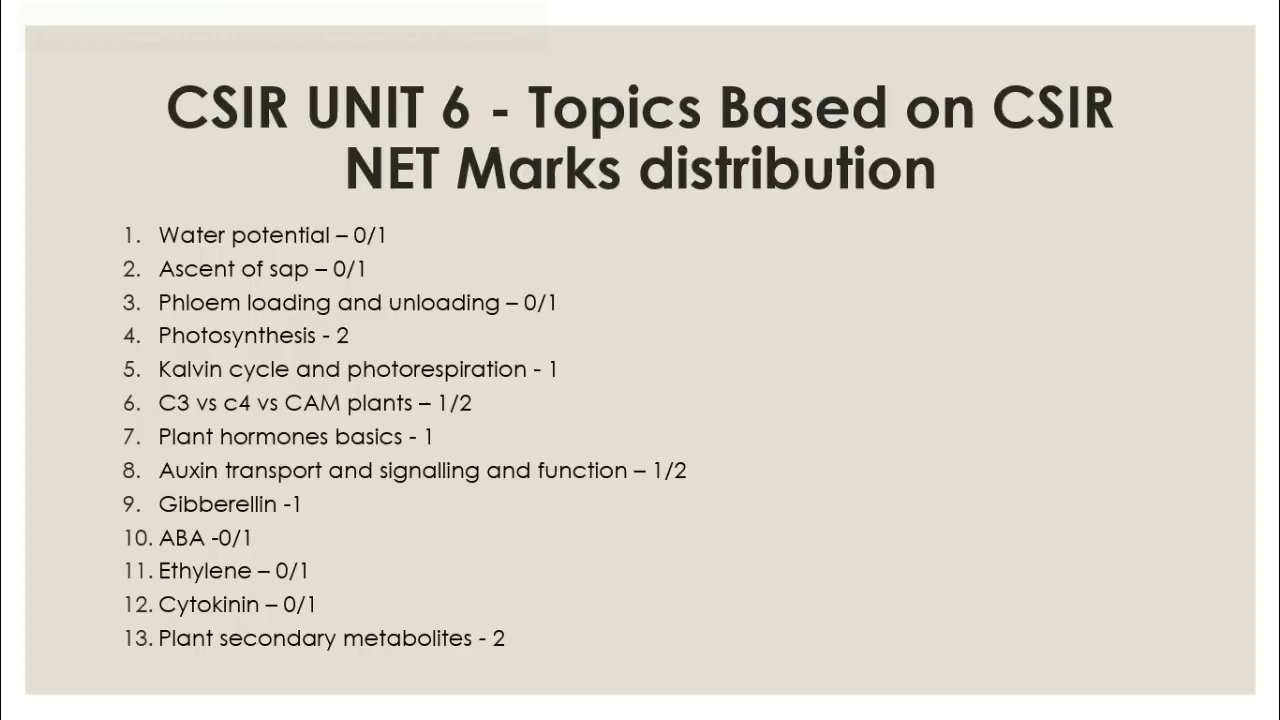 CSIR UNIT 6 - Topics Based on CSIR
NET Marks distribution
1. Water potential – 0/1
2. Ascent of sap – 0/1
3. Phloem loading and unloading – 0/1
4. Photosynthesis - 2
5. Kalvin cycle and photorespiration - 1
6. C3 vs c4 vs CAM plants – 1/2
7. Plant hormones basics - 1
8. Auxin transport and signalling and function – 1/2
9. Gibberellin -1
10. ABA -0/1
11. Ethylene – 0/1
12. Cytokinin – 0/1
13. Plant secondary metabolites - 2